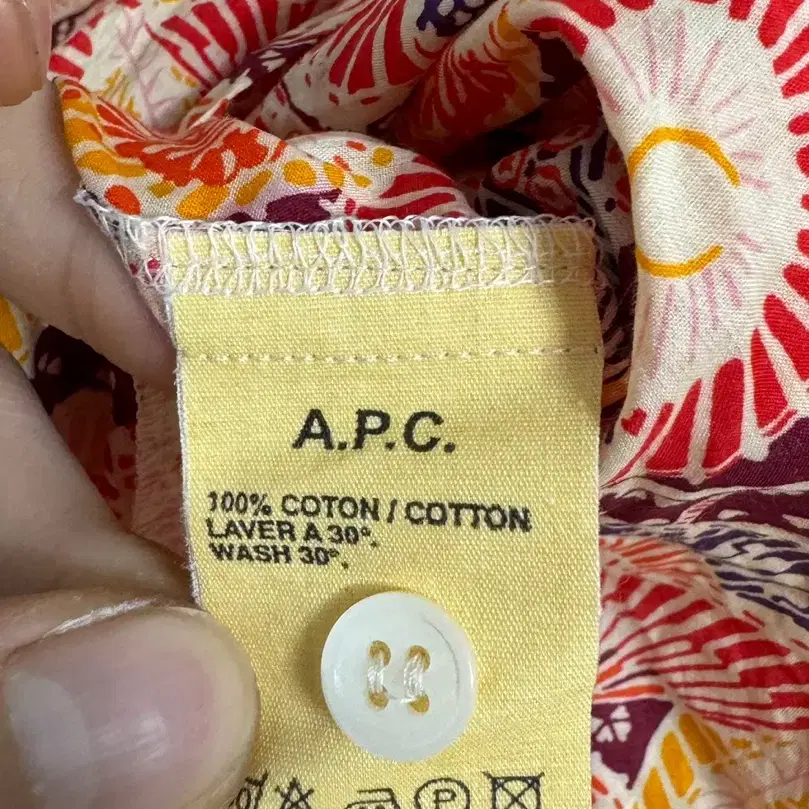 A.P.C.
100% COTON / COTTON
LAVER A 30°.
WASH 30°.
P